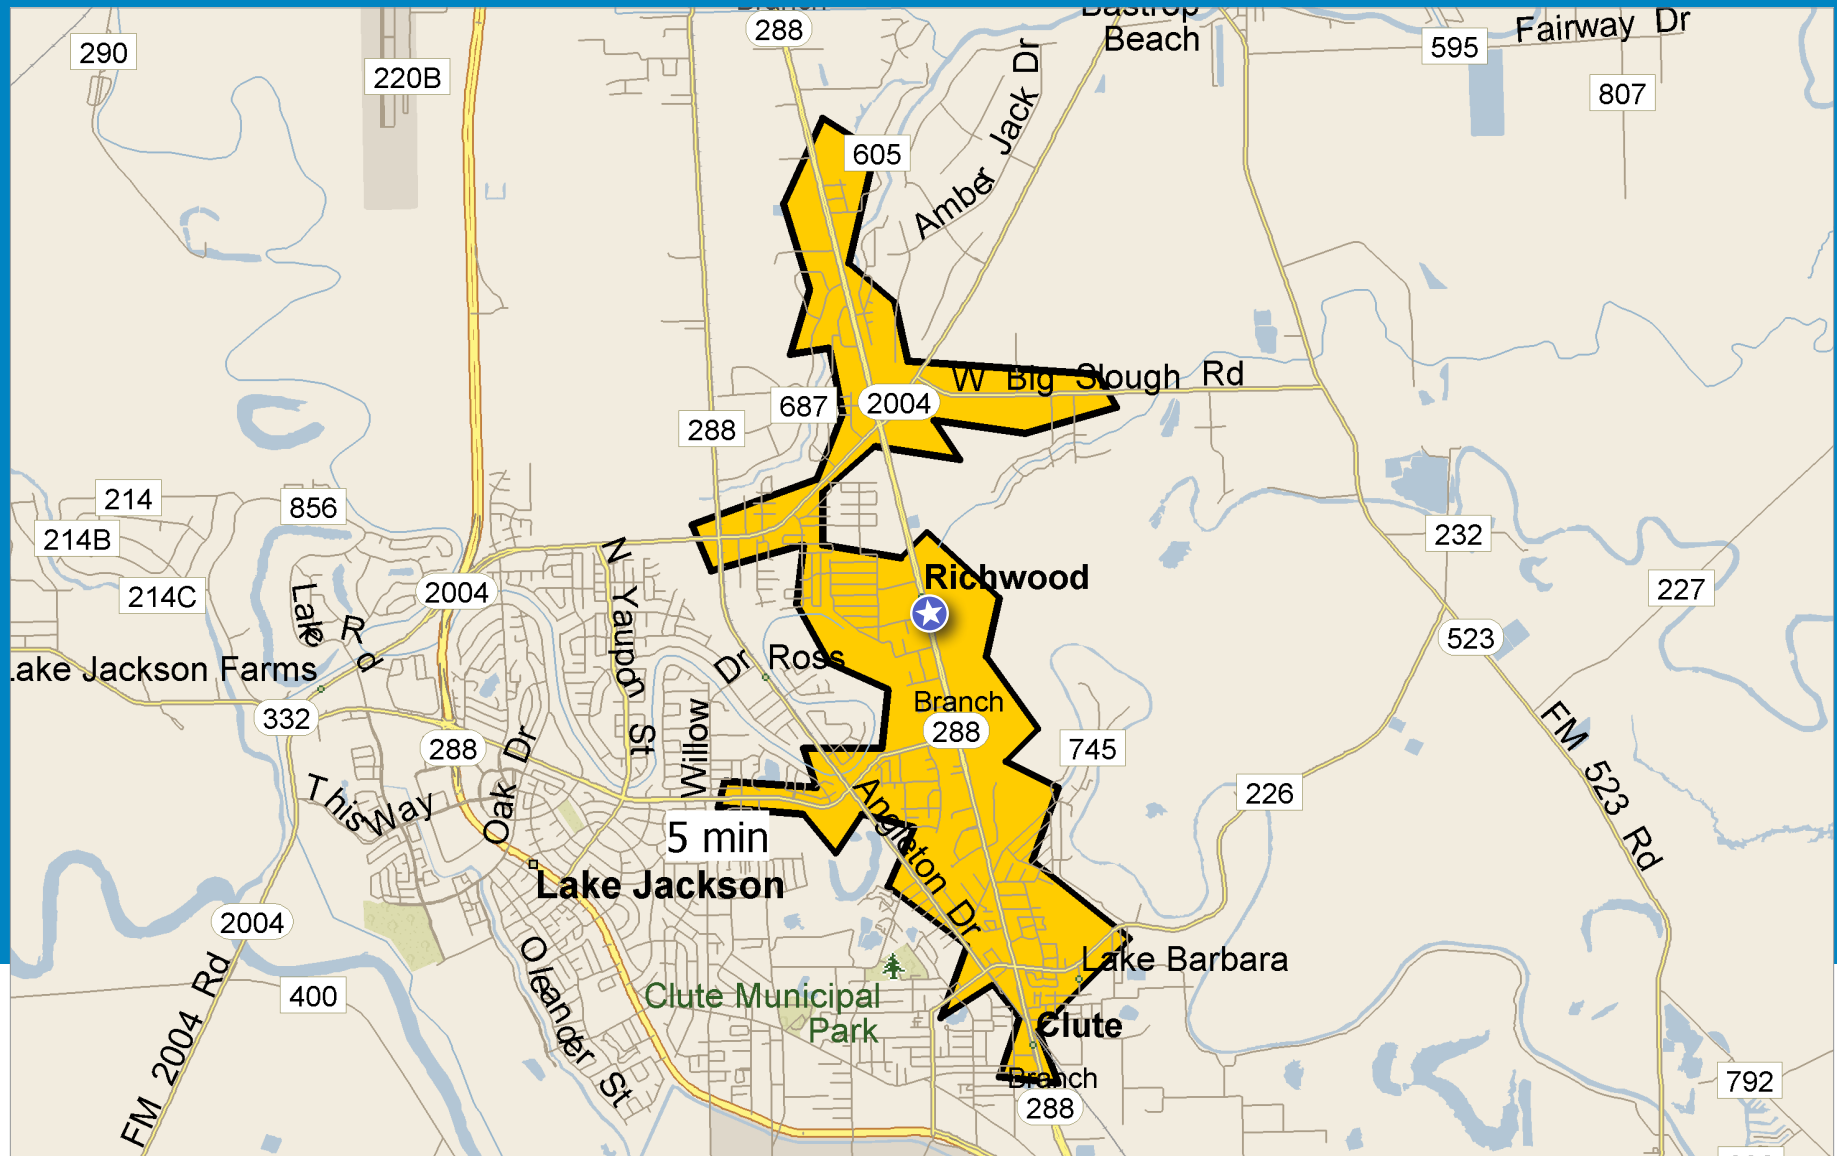 Branch
288
Bastrop
Beach
595
Fairway Dr
290
220B
807
605
Amber Jack Dr
W Big Slough Rd
687
2004
288
214
856
214B
232
214C
2004
N Yaupon St
Richwood
227
Lake Rd
523
Ross
Dr
Lake Jackson Farms
332
Branch
288
288
Oak Dr
Willow
745
FM 523 Rd
This Way
226
Angleton Dr
5 min
Lake Jackson
2004
Oleander St
Lake Barbara
FM 2004 Rd
400
Clute Municipal
Park
Clute
Branch
288
792